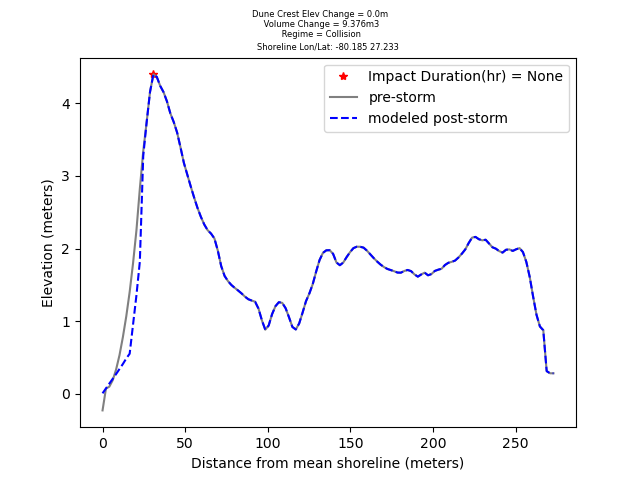 Dune Crest Elev Change = 0.0m
Volume Change = 9.376m3
Regime = Collision
Shoreline Lon/Lat: -80.185 27.233
Impact Duration(hr) = None
pre-storm
modeled post-storm
Elevation (meters)
4
3
2
1
0
0 50 100 150 200 250
Distance from mean shoreline (meters)